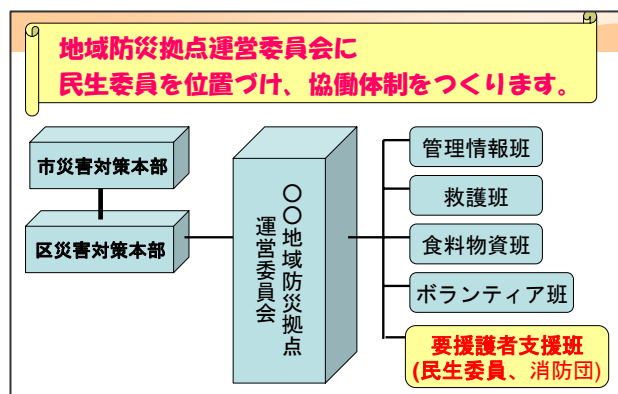 地域防災拠点運営委員会に
民生委員を位置づけ、協働体制をつくります。
市災害対策本部
区災害対策本部
〇〇地域防災拠点
運営委員会
管理情報班
救護班
食料物資班
ボランティア班
要援護者支援班
(民生委員、消防団)